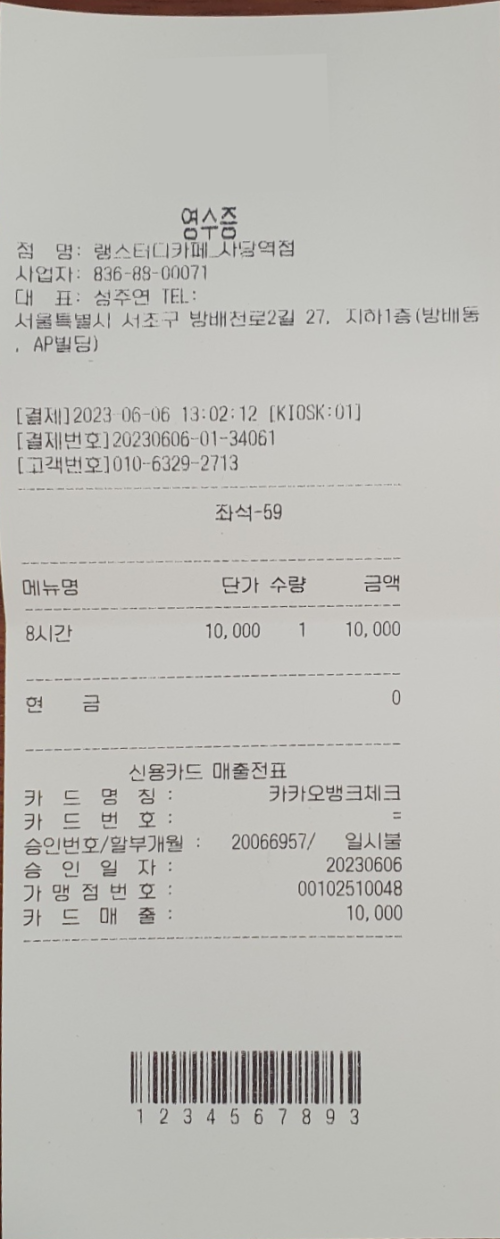 영수증
점 명: 랭스터디카페_사당역점
사업자: 836-88-00071
대 표: 성주연 TEL:
서울특별시 서초구 방배천로2길 27, 지하1층(방배동
, AP빌딩)
[결제]2023-06-06 13:02:12 [KIOSK:01]
[결제번호]20230606-01-34061
[고객번호]010-6329-2713
좌석-59
메뉴명 단가 수량 금액
8시간 10,000 1 10,000
현 금 0
신용카드 매출전표
카 드 명 칭 : 카카오뱅크체크
카 드 번 호 : =
승인번호/할부개월 : 20066957/ 일시불
승 인 일 자 : 20230606
가 맹 점 번 호 : 00102510048
카 드 매 출 : 10,000
1 2 3 4 5 6 7 8 9 3